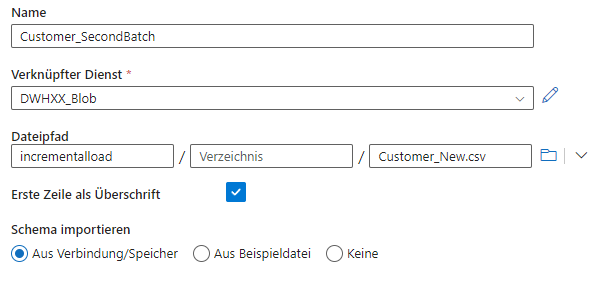 Name
Customer_SecondBatch
Verknüpfter Dienst *
DWHXX_Blob
Dateipfad
incrementalload / Verzeichnis / Customer_New.csv
Erste Zeile als Überschrift
Schema importieren
Aus Verbindung/Speicher Aus Beispieldatei Keine